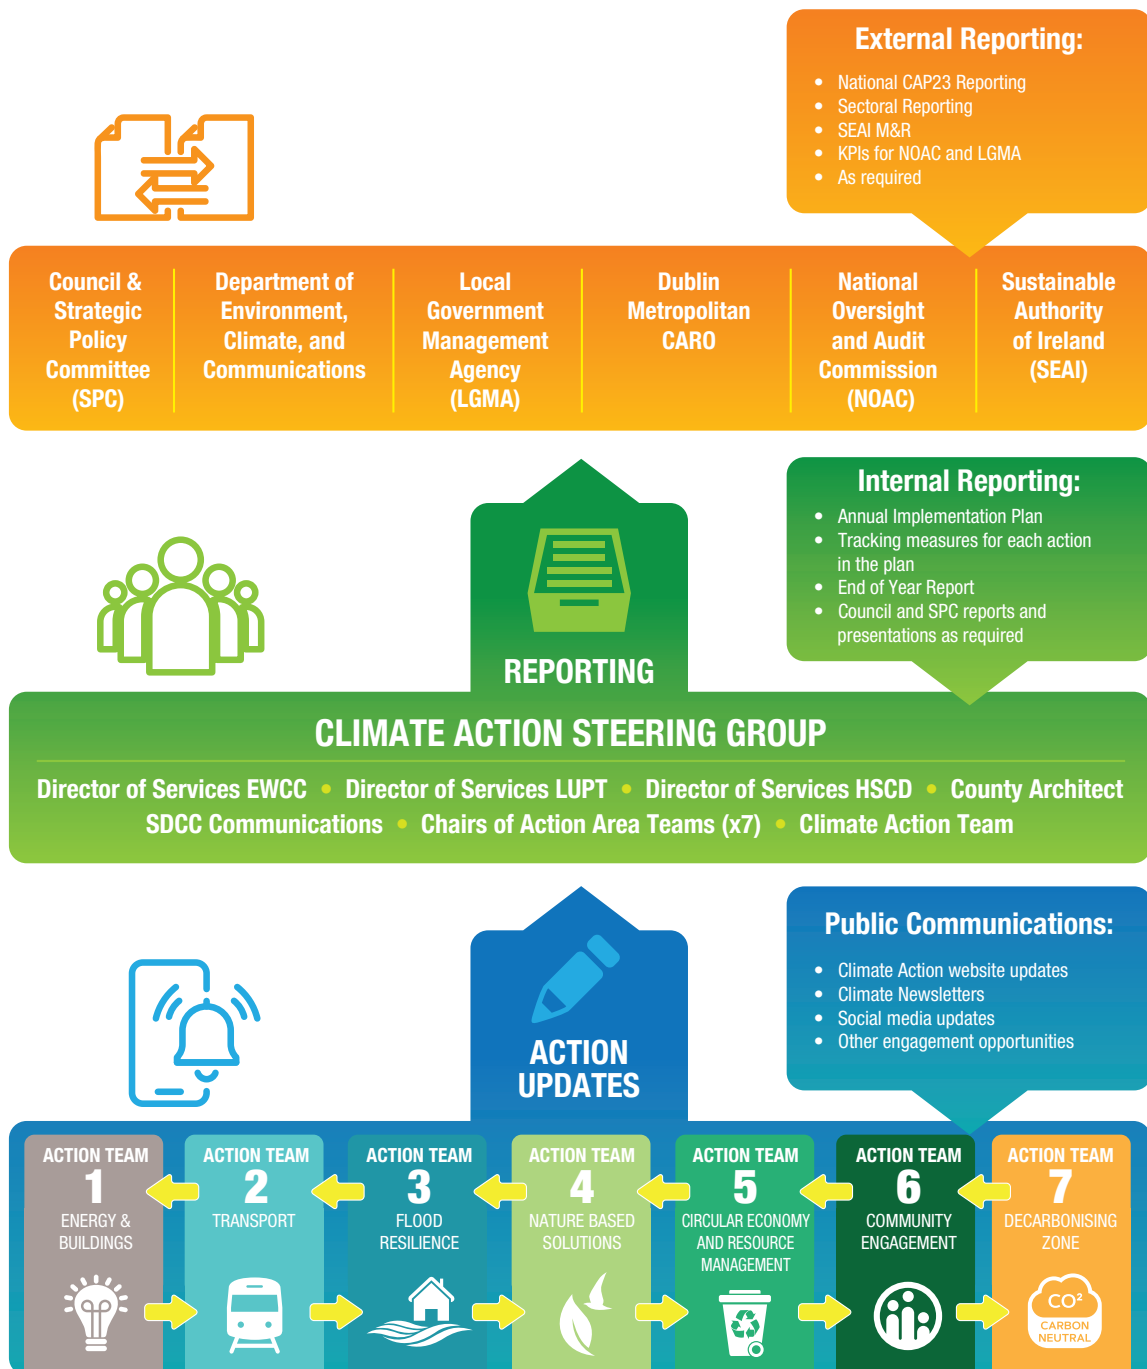 External Reporting:
• National CAP23 Reporting
• Sectoral Reporting
• SEAI M&R
• KPIs for NOAC and LGMA
• As required
Council &
Strategic
Policy
Committee
(SPC)
Department of
Environment,
Climate, and
Communications
Local
Government
Management
Agency
(LGMA)
Dublin
Metropolitan
CARO
National
Oversight
and Audit
Commission
(NOAC)
Sustainable
Authority
of Ireland
(SEAI)
Internal Reporting:
• Annual Implementation Plan
• Tracking measures for each action
in the plan
• End of Year Report
• Council and SPC reports and
presentations as required
REPORTING
CLIMATE ACTION STEERING GROUP
Director of Services EWCC • Director of Services LUPT • Director of Services HSCD • County Architect
SDCC Communications • Chairs of Action Area Teams (x7) • Climate Action Team
Public Communications:
• Climate Action website updates
• Climate Newsletters
• Social media updates
• Other engagement opportunities
ACTION
UPDATES
ACTION TEAM
1
ENERGY &
BUILDINGS
ACTION TEAM
2
TRANSPORT
ACTION TEAM
3
FLOOD
RESILIENCE
ACTION TEAM
4
NATURE BASED
SOLUTIONS
ACTION TEAM
5
CIRCULAR ECONOMY
AND RESOURCE
MANAGEMENT
ACTION TEAM
6
COMMUNITY
ENGAGEMENT
ACTION TEAM
7
DECARBONISING
ZONE
CO²
CARBON
NEUTRAL